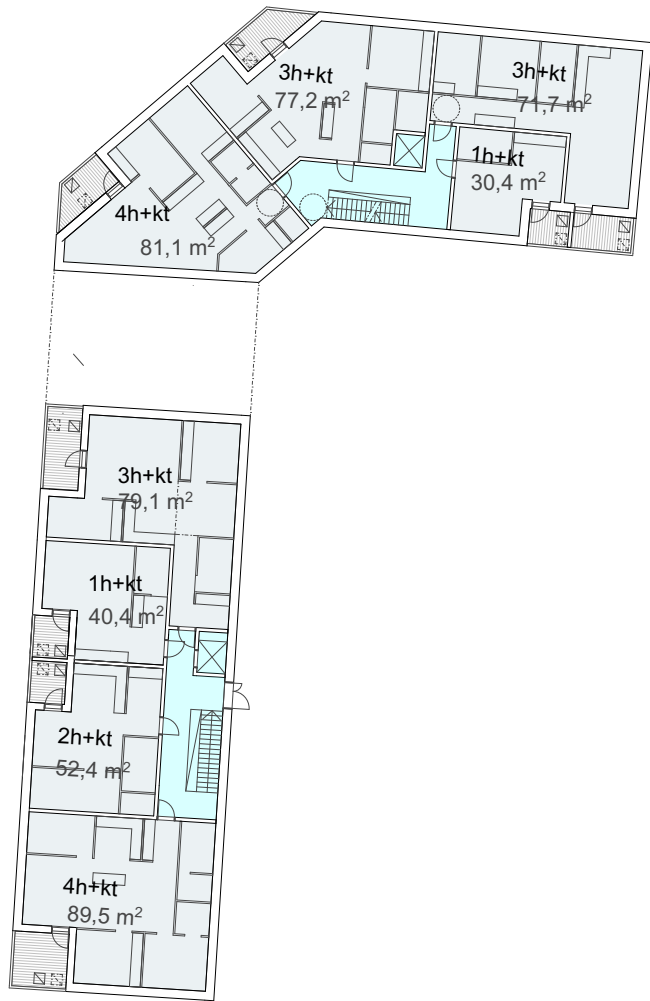 3h+kt
77,2 m²
3h+kt
71,7 m²
1h+kt
30,4 m²
4h+kt
81,1 m²
3h+kt
79,1 m²
1h+kt
40,4 m²
2h+kt
52,4 m²
4h+kt
89,5 m²